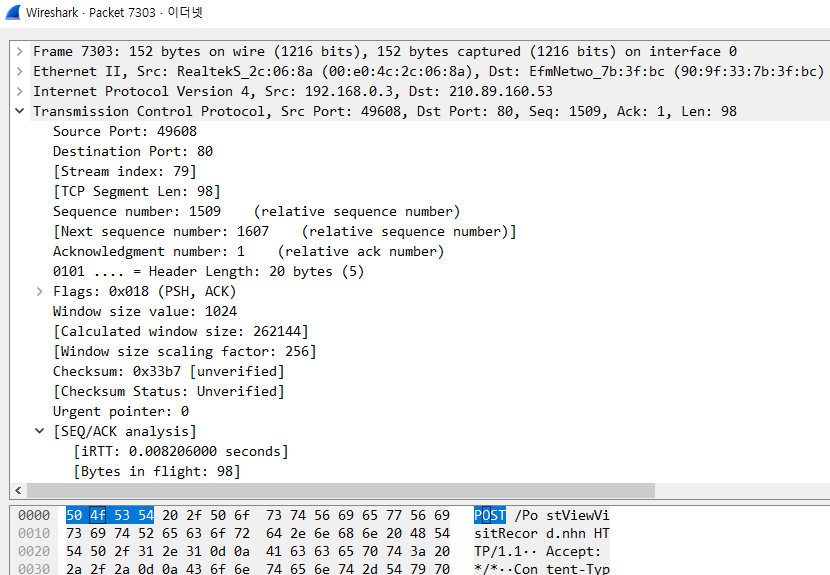 Wireshark · Packet 7303 · 이더넷
Frame 7303: 152 bytes on wire (1216 bits), 152 bytes captured (1216 bits) on interface 0
Ethernet II, Src: RealtekS_2c:06:8a (00:e0:4c:2c:06:8a), Dst: EfmNetwo_7b:3f:bc (90:9f:33:7b:3f:bc)
Internet Protocol Version 4, Src: 192.168.0.3, Dst: 210.89.160.53
Transmission Control Protocol, Src Port: 49608, Dst Port: 80, Seq: 1509, Ack: 1, Len: 98
Source Port: 49608
Destination Port: 80
[Stream index: 79]
[TCP Segment Len: 98]
Sequence number: 1509    (relative sequence number)
[Next sequence number: 1607    (relative sequence number)]
Acknowledgment number: 1    (relative ack number)
0101 .... = Header Length: 20 bytes (5)
Flags: 0x018 (PSH, ACK)
Window size value: 1024
[Calculated window size: 262144]
[Window size scaling factor: 256]
Checksum: 0x33b7 [unverified]
[Checksum Status: Unverified]
Urgent pointer: 0
[SEQ/ACK analysis]
[iRTT: 0.008206000 seconds]
[Bytes in flight: 98]
0000 50 4f 53 54 20 2f 50 6f 73 74 56 69 65 77 56 69 POST /Po stViewVi
0010 73 69 74 52 65 63 6f 72 64 2e 6e 68 6e 20 48 54 sitRecor d.nhn HT
0020 54 50 2f 31 2e 31 0d 0a 41 63 63 65 70 74 3a 20 TP/1.1·· Accept:
0030 2a 2f 2a 0d 0a 43 6f 6e 74 65 6e 74 2d 54 79 70 */*··Con tent-Typ